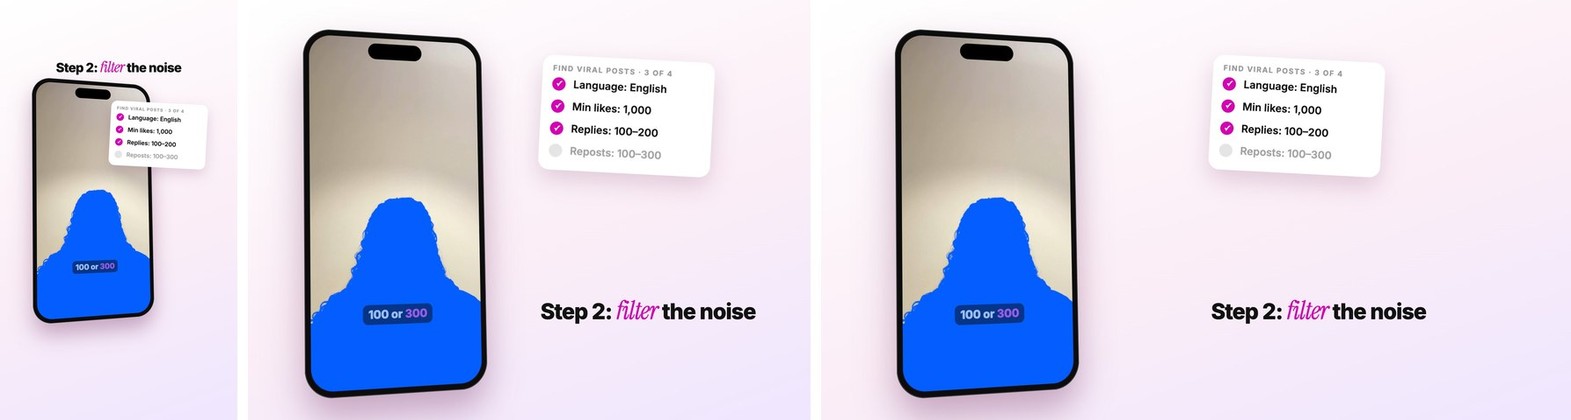 Step 2: filter the noise
FIND VIRAL POSTS · 3 OF 4
Language: English
Min likes: 1,000
Replies: 100–200
Reposts: 100–300
100 or 300
FIND VIRAL POSTS · 3 OF 4
Language: English
Min likes: 1,000
Replies: 100–200
Reposts: 100–300
Step 2: filter the noise
100 or 300
FIND VIRAL POSTS · 3 OF 4
Language: English
Min likes: 1,000
Replies: 100–200
Reposts: 100–300
Step 2: filter the noise
100 or 300